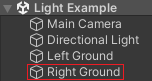 Light Example
Main Camera
Directional Light
Left Ground
Right Ground